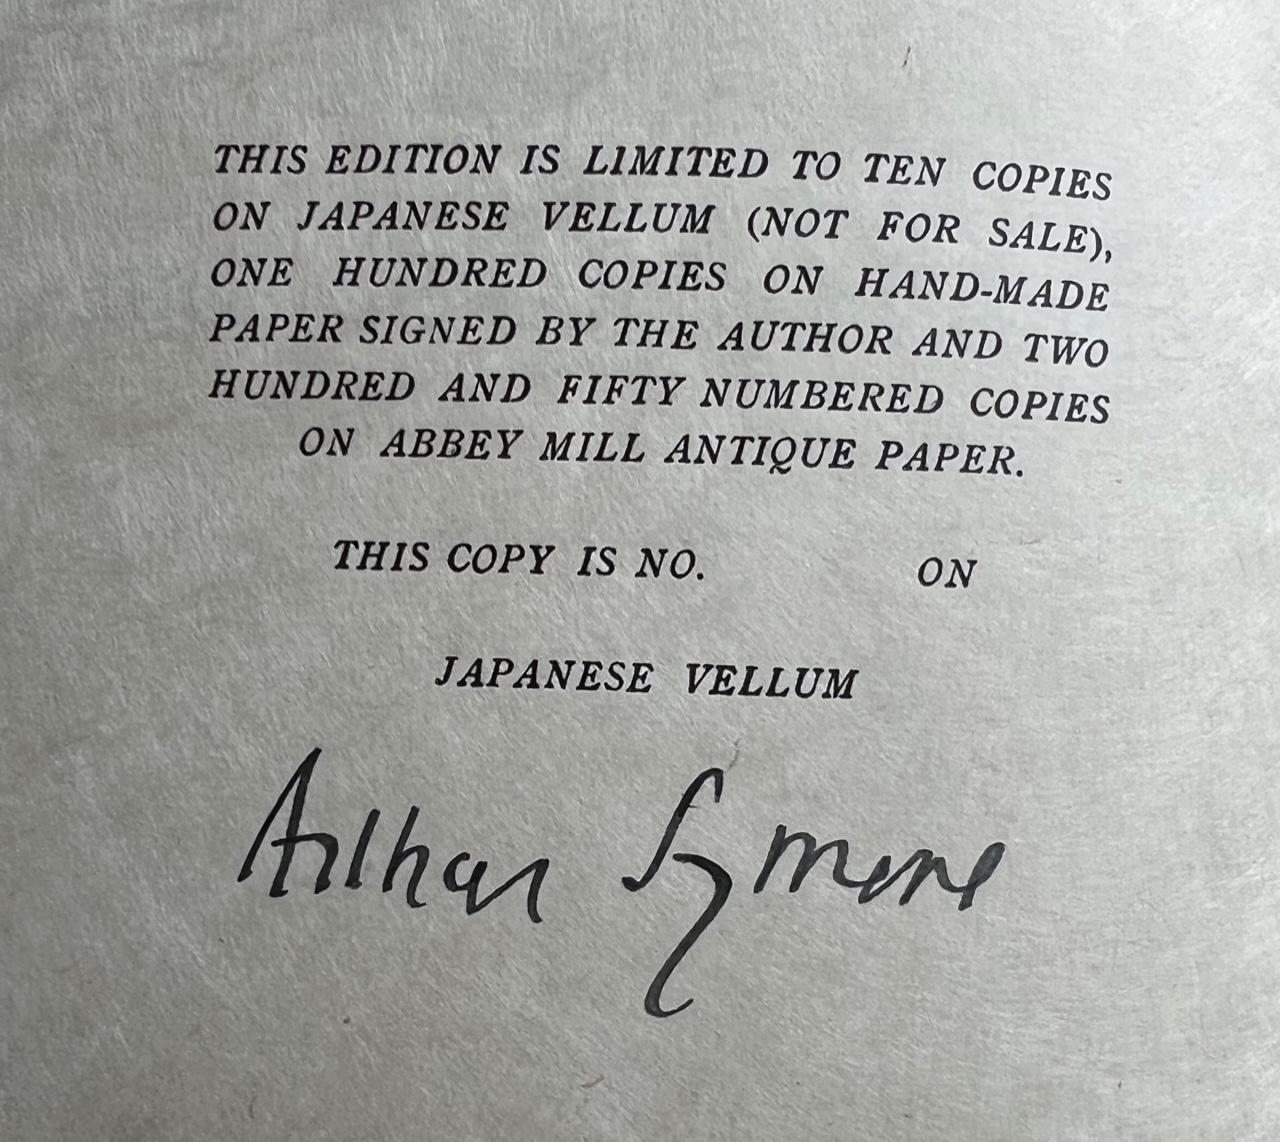 THIS EDITION IS LIMITED TO TEN COPIES
ON JAPANESE VELLUM (NOT FOR SALE),
ONE HUNDRED COPIES ON HAND-MADE
PAPER SIGNED BY THE AUTHOR AND TWO
HUNDRED AND FIFTY NUMBERED COPIES
ON ABBEY MILL ANTIQUE PAPER.
THIS COPY IS NO. ON
JAPANESE VELLUM
Arthur Symons